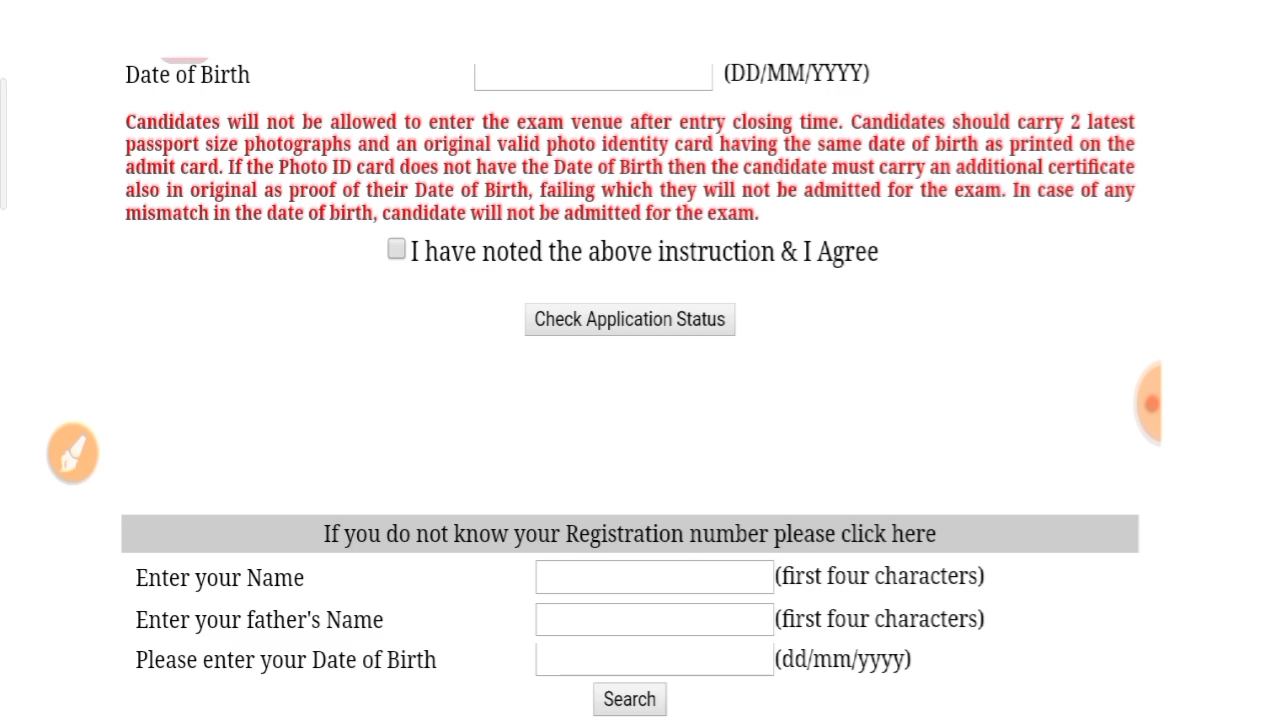 Date of Birth (DD/MM/YYYY)
Candidates will not be allowed to enter the exam venue after entry closing time. Candidates should carry 2 latest
passport size photographs and an original valid photo identity card having the same date of birth as printed on the
admit card. If the Photo ID card does not have the Date of Birth then the candidate must carry an additional certificate
also in original as proof of their Date of Birth, failing which they will not be admitted for the exam. In case of any
mismatch in the date of birth, candidate will not be admitted for the exam.
I have noted the above instruction & I Agree
Check Application Status
If you do not know your Registration number please click here
Enter your Name (first four characters)
Enter your father's Name (first four characters)
Please enter your Date of Birth (dd/mm/yyyy)
Search